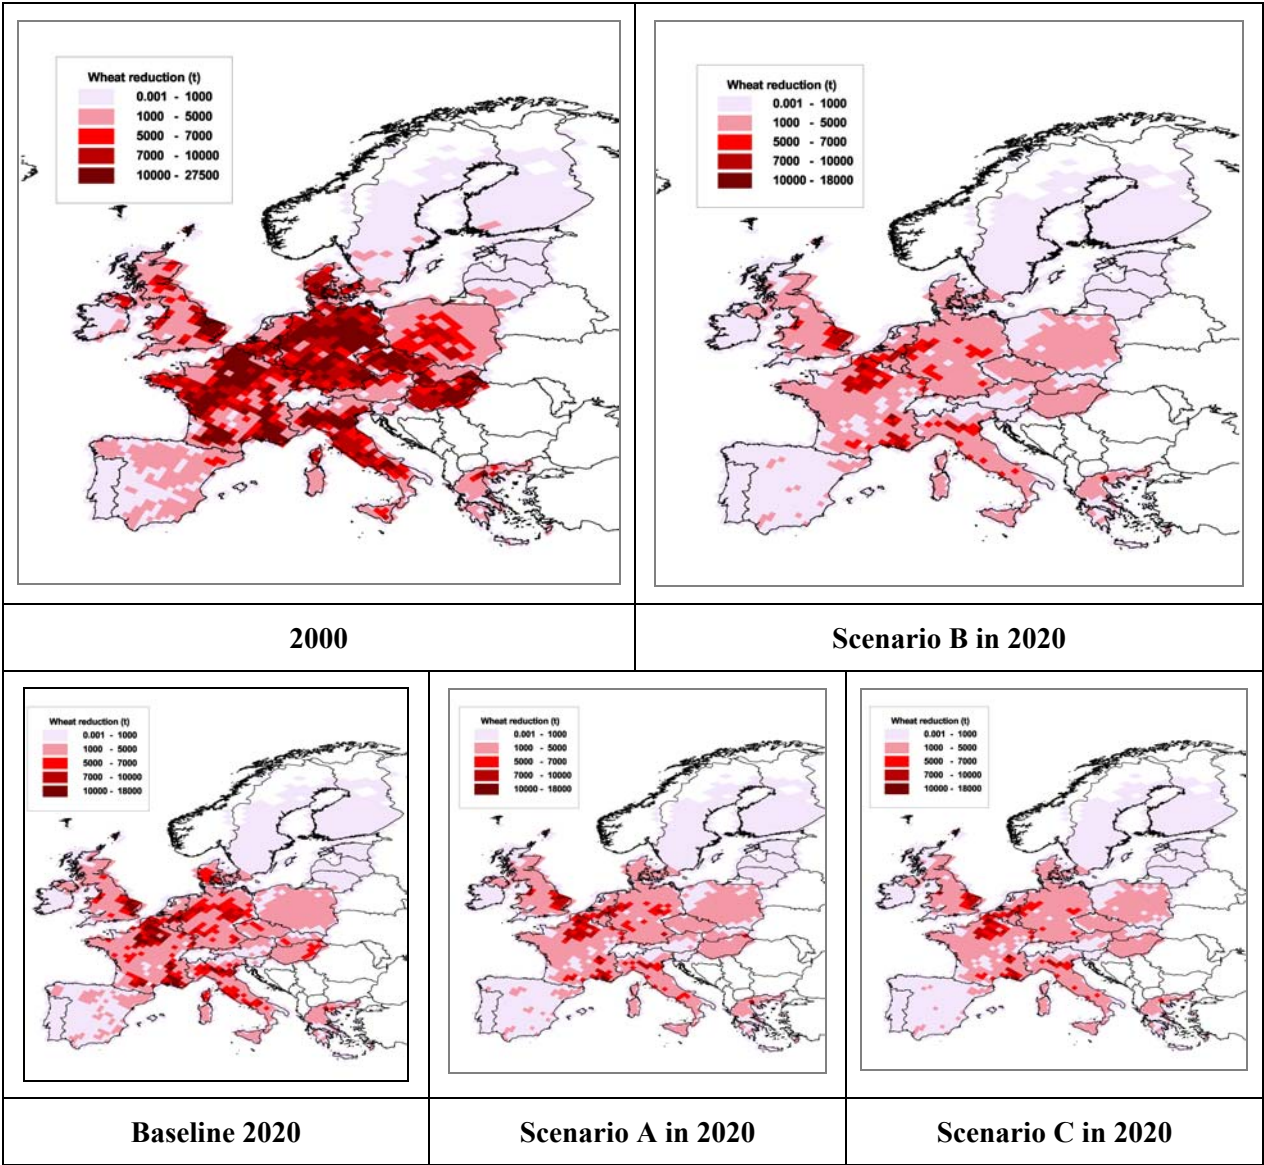 Wheat reduction (t)
0.001 - 1000
1000 - 5000
5000 - 7000
7000 - 10000
10000 - 27500
2000
Wheat reduction (t)
0.001 - 1000
1000 - 5000
5000 - 7000
7000 - 10000
10000 - 18000
Scenario B in 2020
Wheat reduction (t)
0.001 - 1000
1000 - 5000
5000 - 7000
7000 - 10000
10000 - 18000
Baseline 2020
Wheat reduction (t)
0.001 - 1000
1000 - 5000
5000 - 7000
7000 - 10000
10000 - 18000
Scenario A in 2020
Wheat reduction (t)
0.001 - 1000
1000 - 5000
5000 - 7000
7000 - 10000
10000 - 18000
Scenario C in 2020